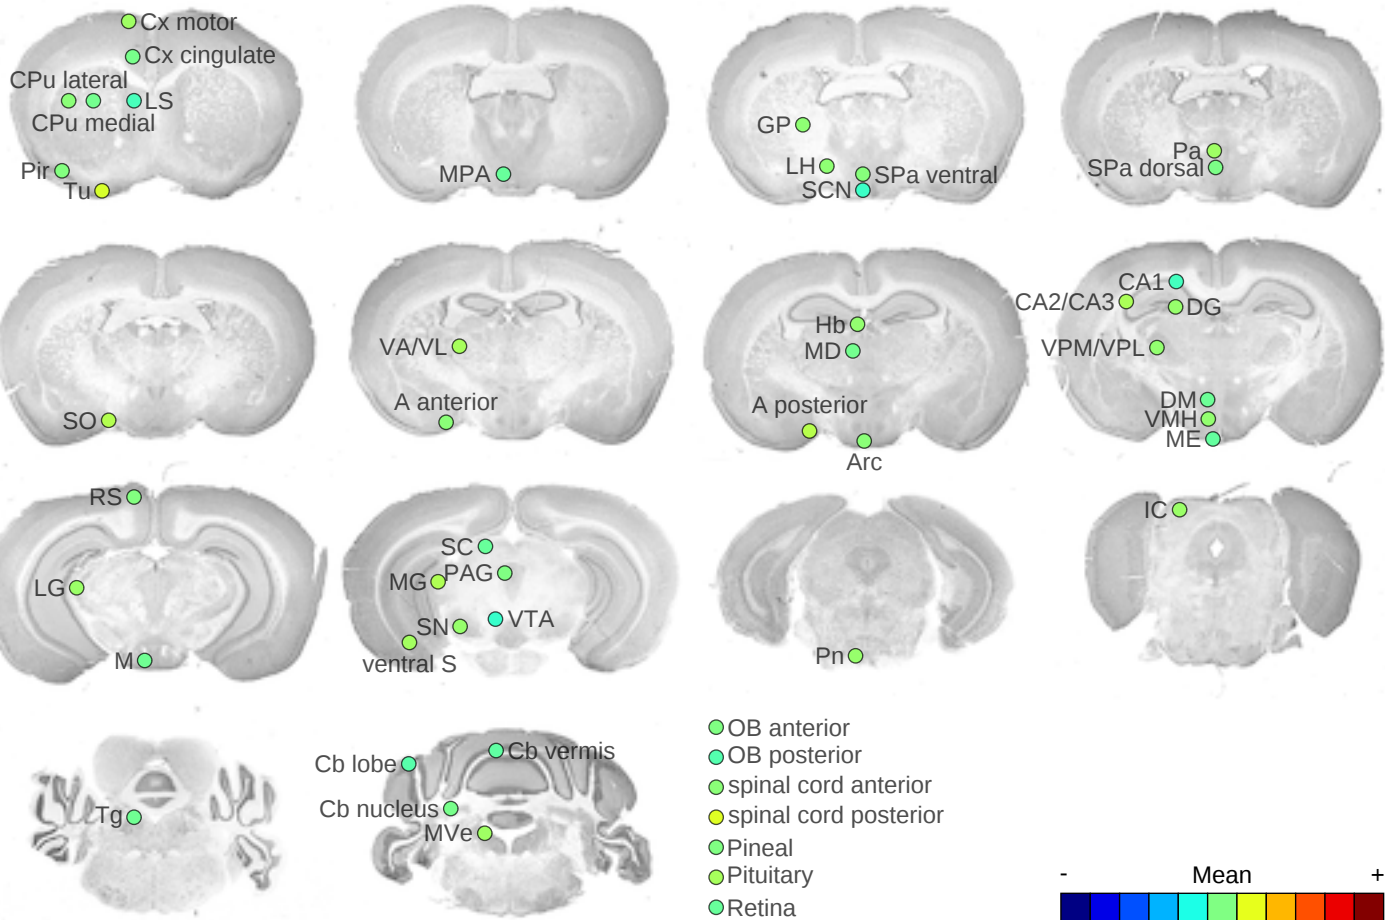 Cx motor
Cx cingulate
CPu lateral
LS
CPu medial
Pir
Tu
MPA
GP
LH
SPa ventral
SCN
Pa
SPa dorsal
SO
VA/VL
A anterior
Hb
MD
A posterior
Arc
CA1
CA2/CA3
DG
VPM/VPL
DM
VMH
ME
RS
LG
M
SC
MG
PAG
SN
VTA
ventral S
Pn
IC
Tg
Cb lobe
Cb vermis
Cb nucleus
MVe
OB anterior
OB posterior
spinal cord anterior
spinal cord posterior
Pineal
Pituitary
Retina
- Mean +